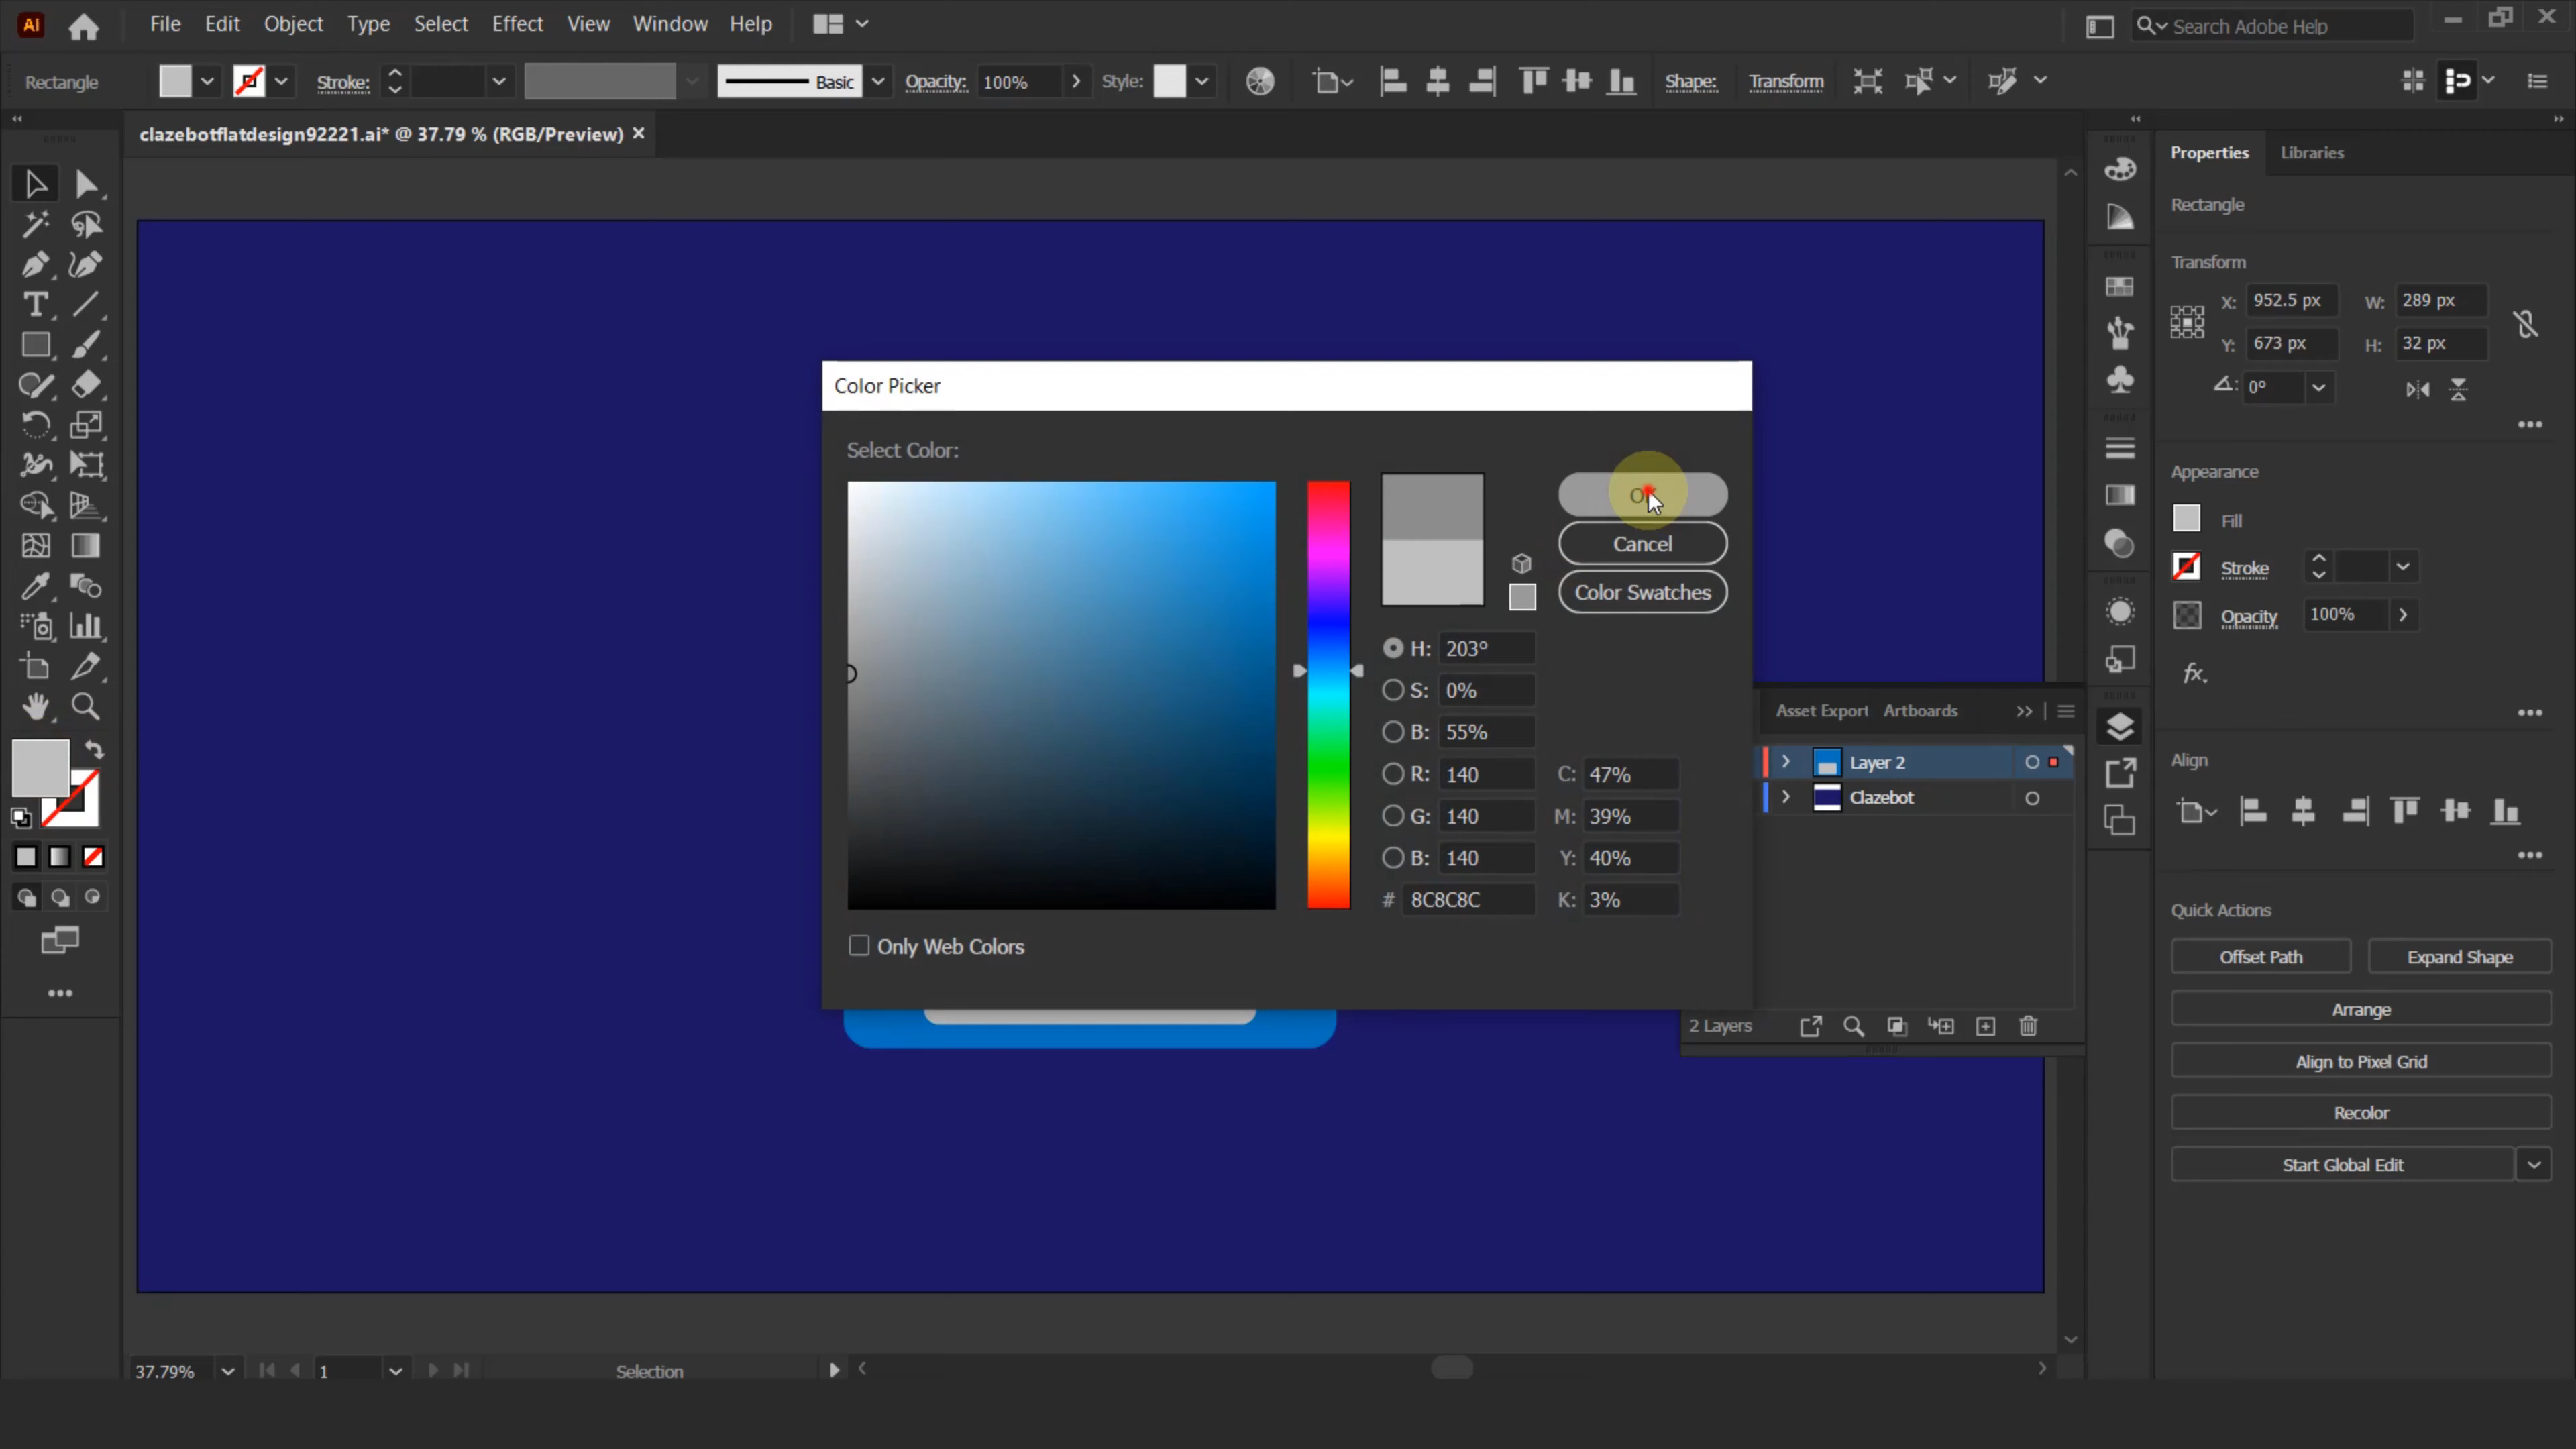 Ai File Edit Object Type Select Effect View Window Help Search Adobe Help
Rectangle Stroke: Basic Opacity: 100% Style: Shape: Transform
clazebotflatdesign92221.ai* @ 37.79 % (RGB/Preview) ×
Properties Libraries
Rectangle
Transform
X: 952.5 px W: 289 px
Y: 673 px H: 32 px
0°
Appearance
Fill
Stroke
Opacity 100%
fx.
Align
Quick Actions
Offset Path Expand Shape
Arrange
Align to Pixel Grid
Recolor
Start Global Edit
Color Picker
Select Color:
Cancel
Color Swatches
H: 203°
S: 0%
B: 55%
R: 140 C: 47%
G: 140 M: 39%
B: 140 Y: 40%
# 8C8C8C K: 3%
Only Web Colors
Asset Export Artboards
Layer 2
Clazebot
2 Layers
37.79% 1 Selection